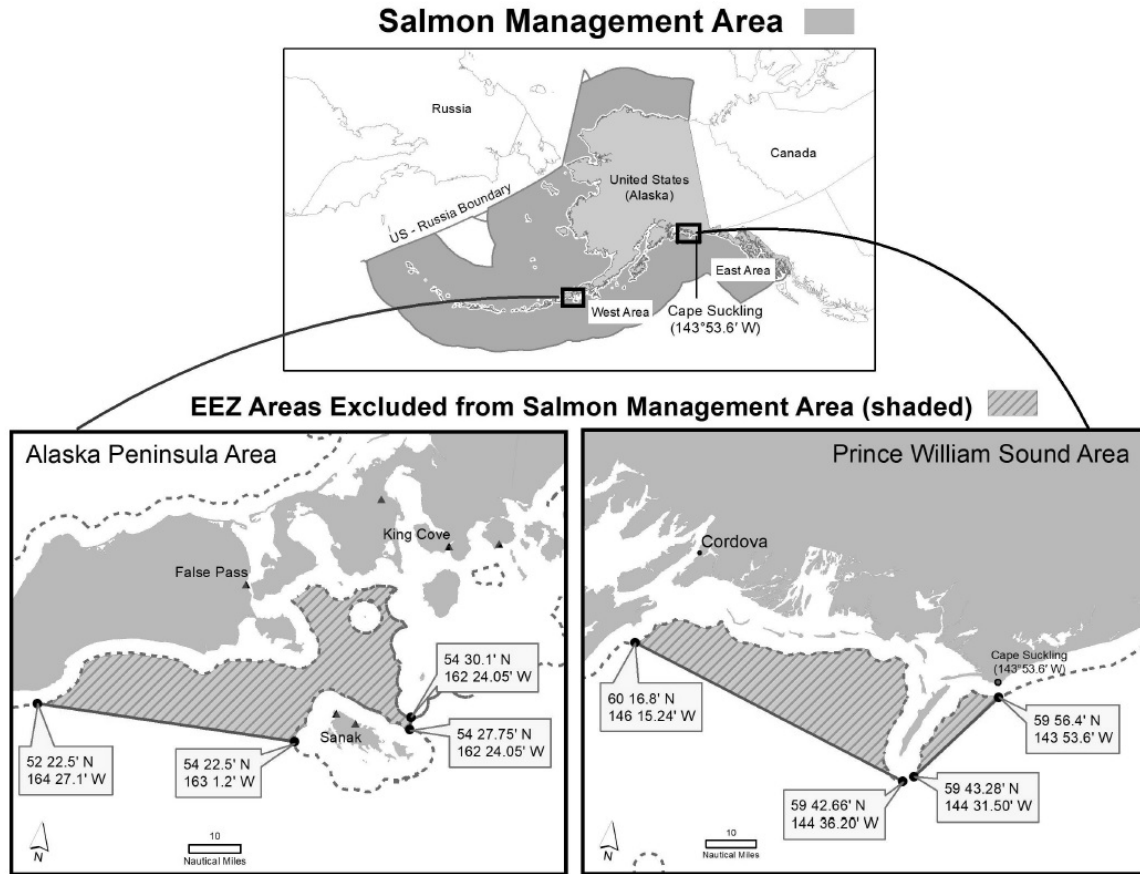 Salmon Management Area
Russia
Canada
United States
(Alaska)
US - Russia Boundary
East Area
West Area
Cape Suckling
(143°53.6' W)
EEZ Areas Excluded from Salmon Management Area (shaded)
Alaska Peninsula Area
King Cove
False Pass
54 30.1' N
162 24.05' W
54 27.75' N
162 24.05' W
Sanak
52 22.5' N
164 27.1' W
54 22.5' N
163 1.2' W
N
10
Nautical Miles
Prince William Sound Area
Cordova
Cape Suckling
(143°53.6' W)
60 16.8' N
146 15.24' W
59 56.4' N
143 53.6' W
59 43.28' N
144 31.50' W
59 42.66' N
144 36.20' W
N
10
Nautical Miles